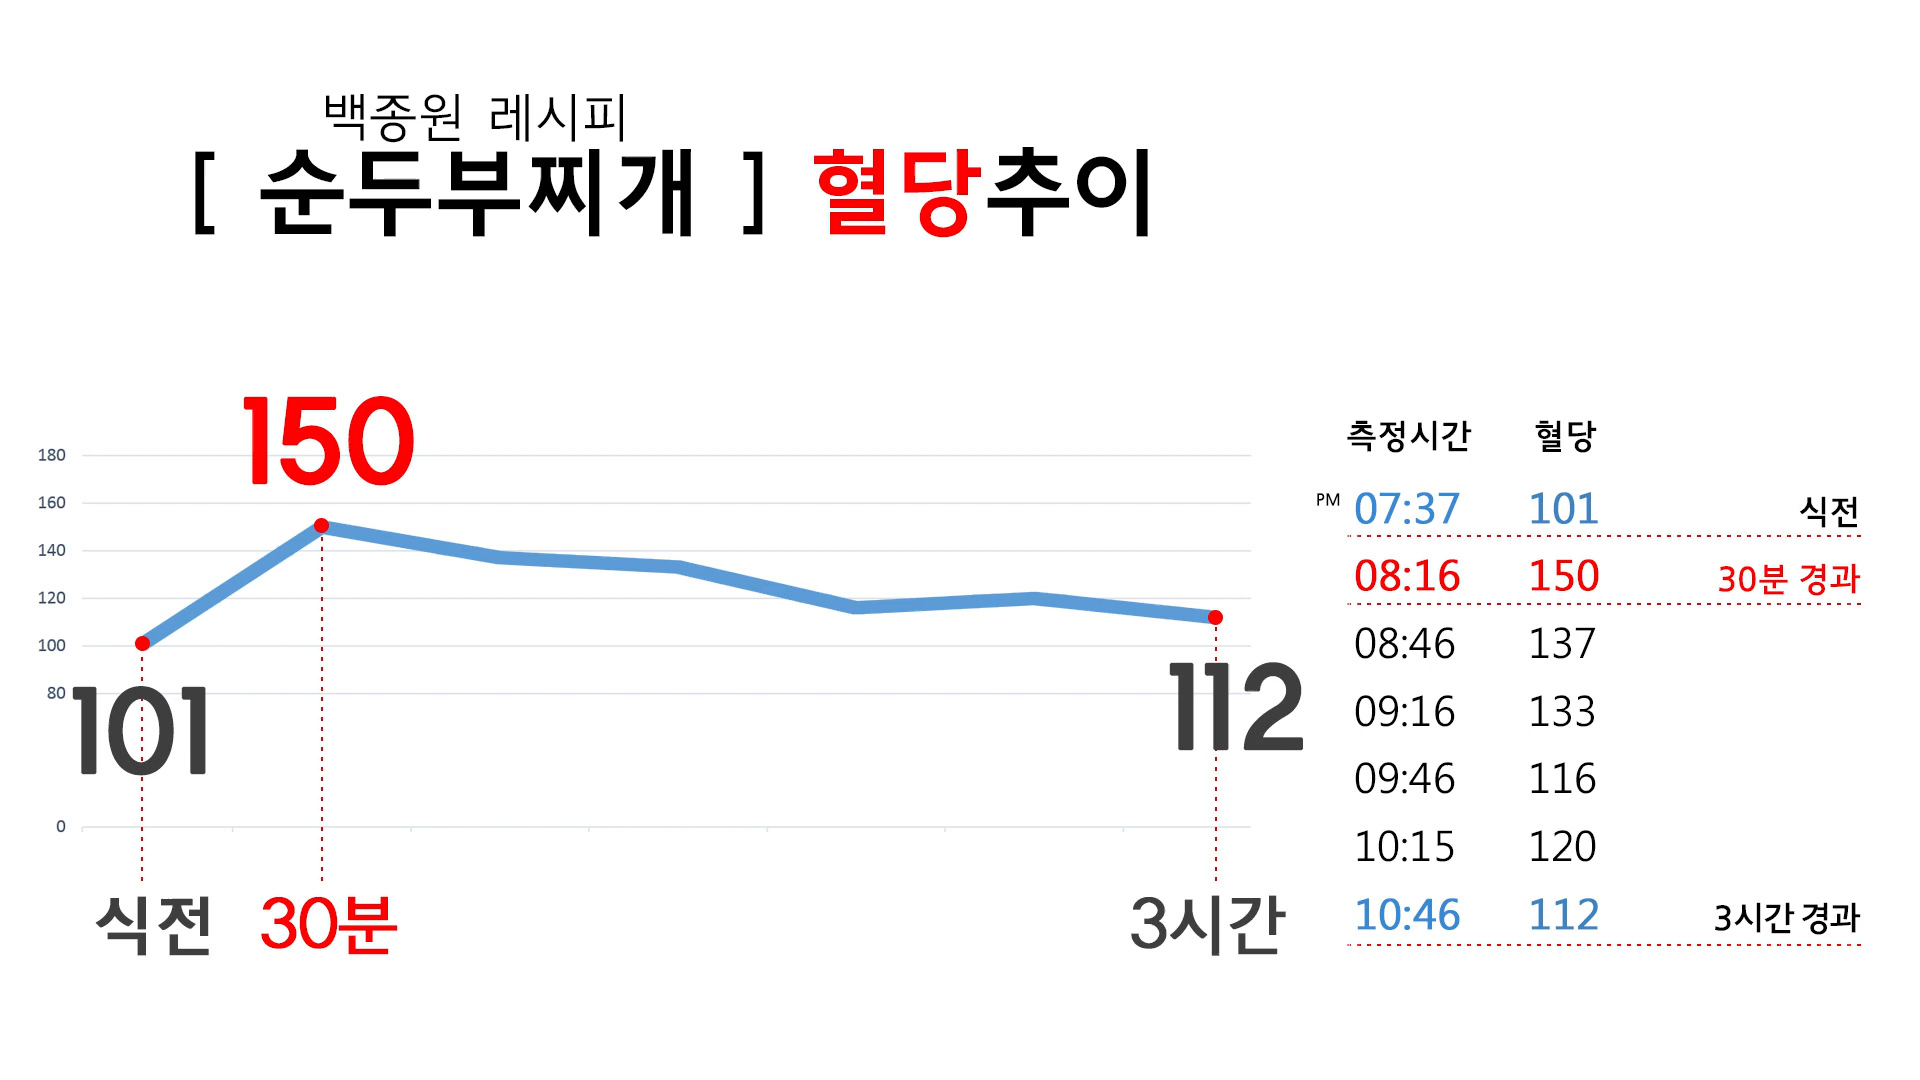 백종원 레시피
[ 순두부찌개 ] 혈당추이
150
180
160
140
120
100
80
0
101
112
식전
30분
3시간
측정시간 혈당
PM 07:37 101 식전
08:16 150 30분 경과
08:46 137
09:16 133
09:46 116
10:15 120
10:46 112 3시간 경과